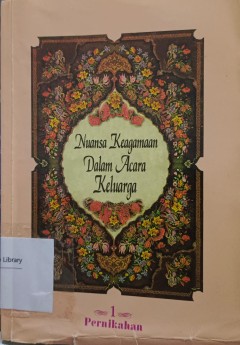 Nuansa Keagamaan
Dalam Acara
Keluarga
Library
1
Pernikahan